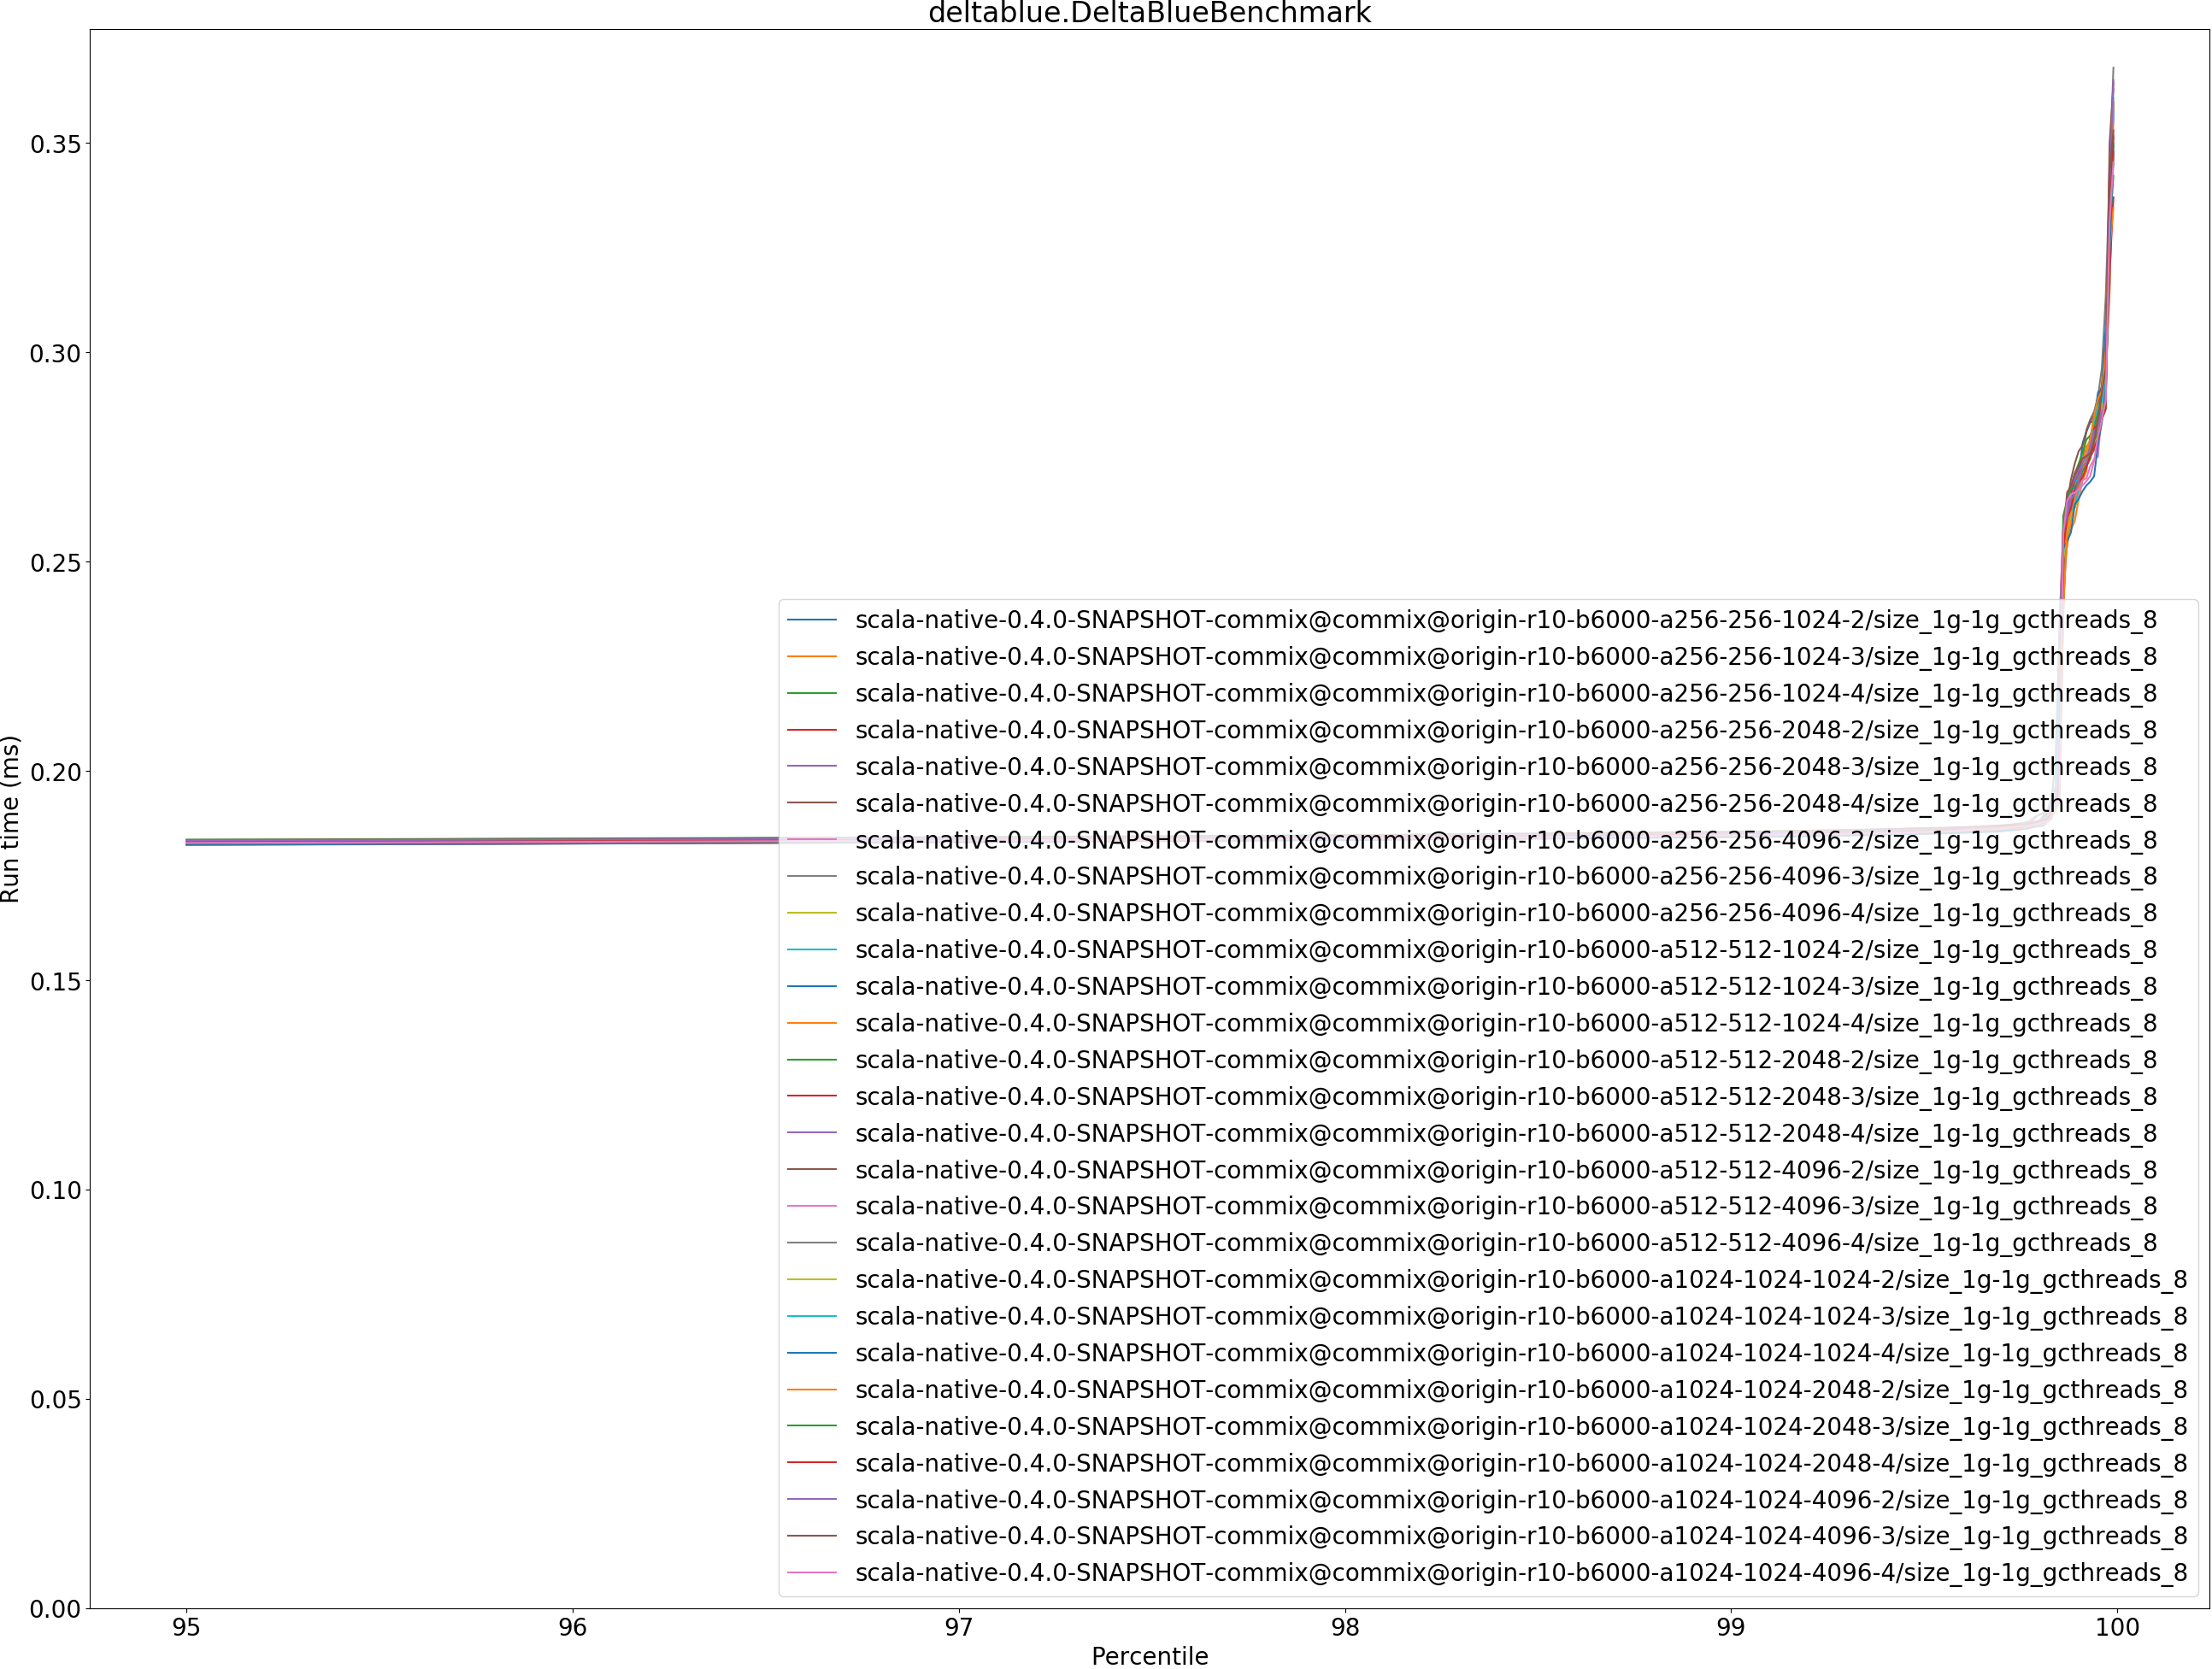 deltablue.DeltaBlueBenchmark
0.35
0.30
0.25
0.20
0.15
0.10
0.05
0.00
Run time (ms)
scala-native-0.4.0-SNAPSHOT-commix@commix@origin-r10-b6000-a256-256-1024-2/size_1g-1g_gcthreads_8
scala-native-0.4.0-SNAPSHOT-commix@commix@origin-r10-b6000-a256-256-1024-3/size_1g-1g_gcthreads_8
scala-native-0.4.0-SNAPSHOT-commix@commix@origin-r10-b6000-a256-256-1024-4/size_1g-1g_gcthreads_8
scala-native-0.4.0-SNAPSHOT-commix@commix@origin-r10-b6000-a256-256-2048-2/size_1g-1g_gcthreads_8
scala-native-0.4.0-SNAPSHOT-commix@commix@origin-r10-b6000-a256-256-2048-3/size_1g-1g_gcthreads_8
scala-native-0.4.0-SNAPSHOT-commix@commix@origin-r10-b6000-a256-256-2048-4/size_1g-1g_gcthreads_8
scala-native-0.4.0-SNAPSHOT-commix@commix@origin-r10-b6000-a256-256-4096-2/size_1g-1g_gcthreads_8
scala-native-0.4.0-SNAPSHOT-commix@commix@origin-r10-b6000-a256-256-4096-3/size_1g-1g_gcthreads_8
scala-native-0.4.0-SNAPSHOT-commix@commix@origin-r10-b6000-a256-256-4096-4/size_1g-1g_gcthreads_8
scala-native-0.4.0-SNAPSHOT-commix@commix@origin-r10-b6000-a512-512-1024-2/size_1g-1g_gcthreads_8
scala-native-0.4.0-SNAPSHOT-commix@commix@origin-r10-b6000-a512-512-1024-3/size_1g-1g_gcthreads_8
scala-native-0.4.0-SNAPSHOT-commix@commix@origin-r10-b6000-a512-512-1024-4/size_1g-1g_gcthreads_8
scala-native-0.4.0-SNAPSHOT-commix@commix@origin-r10-b6000-a512-512-2048-2/size_1g-1g_gcthreads_8
scala-native-0.4.0-SNAPSHOT-commix@commix@origin-r10-b6000-a512-512-2048-3/size_1g-1g_gcthreads_8
scala-native-0.4.0-SNAPSHOT-commix@commix@origin-r10-b6000-a512-512-2048-4/size_1g-1g_gcthreads_8
scala-native-0.4.0-SNAPSHOT-commix@commix@origin-r10-b6000-a512-512-4096-2/size_1g-1g_gcthreads_8
scala-native-0.4.0-SNAPSHOT-commix@commix@origin-r10-b6000-a512-512-4096-3/size_1g-1g_gcthreads_8
scala-native-0.4.0-SNAPSHOT-commix@commix@origin-r10-b6000-a512-512-4096-4/size_1g-1g_gcthreads_8
scala-native-0.4.0-SNAPSHOT-commix@commix@origin-r10-b6000-a1024-1024-1024-2/size_1g-1g_gcthreads_8
scala-native-0.4.0-SNAPSHOT-commix@commix@origin-r10-b6000-a1024-1024-1024-3/size_1g-1g_gcthreads_8
scala-native-0.4.0-SNAPSHOT-commix@commix@origin-r10-b6000-a1024-1024-1024-4/size_1g-1g_gcthreads_8
scala-native-0.4.0-SNAPSHOT-commix@commix@origin-r10-b6000-a1024-1024-2048-2/size_1g-1g_gcthreads_8
scala-native-0.4.0-SNAPSHOT-commix@commix@origin-r10-b6000-a1024-1024-2048-3/size_1g-1g_gcthreads_8
scala-native-0.4.0-SNAPSHOT-commix@commix@origin-r10-b6000-a1024-1024-2048-4/size_1g-1g_gcthreads_8
scala-native-0.4.0-SNAPSHOT-commix@commix@origin-r10-b6000-a1024-1024-4096-2/size_1g-1g_gcthreads_8
scala-native-0.4.0-SNAPSHOT-commix@commix@origin-r10-b6000-a1024-1024-4096-3/size_1g-1g_gcthreads_8
scala-native-0.4.0-SNAPSHOT-commix@commix@origin-r10-b6000-a1024-1024-4096-4/size_1g-1g_gcthreads_8
95 96 97 98 99 100
Percentile